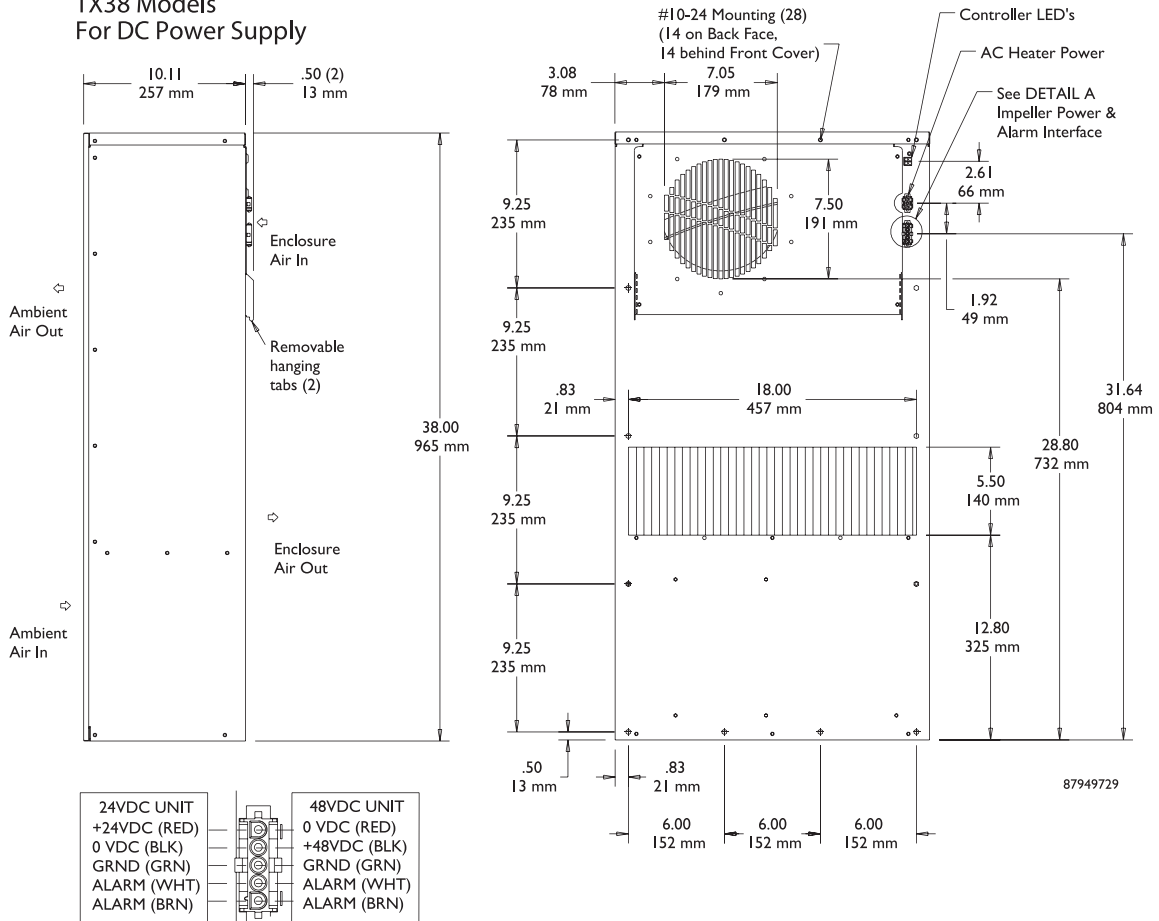 TX38 Models
For DC Power Supply
10.11
257 mm
.50 (2)
13 mm
Enclosure
Air In
Ambient
Air Out
Removable
hanging
tabs (2)
38.00
965 mm
Enclosure
Air Out
Ambient
Air In
#10-24 Mounting (28)
(14 on Back Face,
14 behind Front Cover)
3.08
78 mm
7.05
179 mm
Controller LED's
AC Heater Power
See DETAIL A
Impeller Power &
Alarm Interface
2.61
66 mm
9.25
235 mm
7.50
191 mm
1.92
49 mm
9.25
235 mm
.83
21 mm
18.00
457 mm
31.64
804 mm
28.80
732 mm
9.25
235 mm
5.50
140 mm
12.80
325 mm
9.25
235 mm
.50
13 mm
.83
21 mm
87949729
6.00
152 mm
6.00
152 mm
6.00
152 mm
24VDC UNIT
+24VDC (RED)
0 VDC (BLK)
GRND (GRN)
ALARM (WHT)
ALARM (BRN)
48VDC UNIT
0 VDC (RED)
+48VDC (BLK)
GRND (GRN)
ALARM (WHT)
ALARM (BRN)